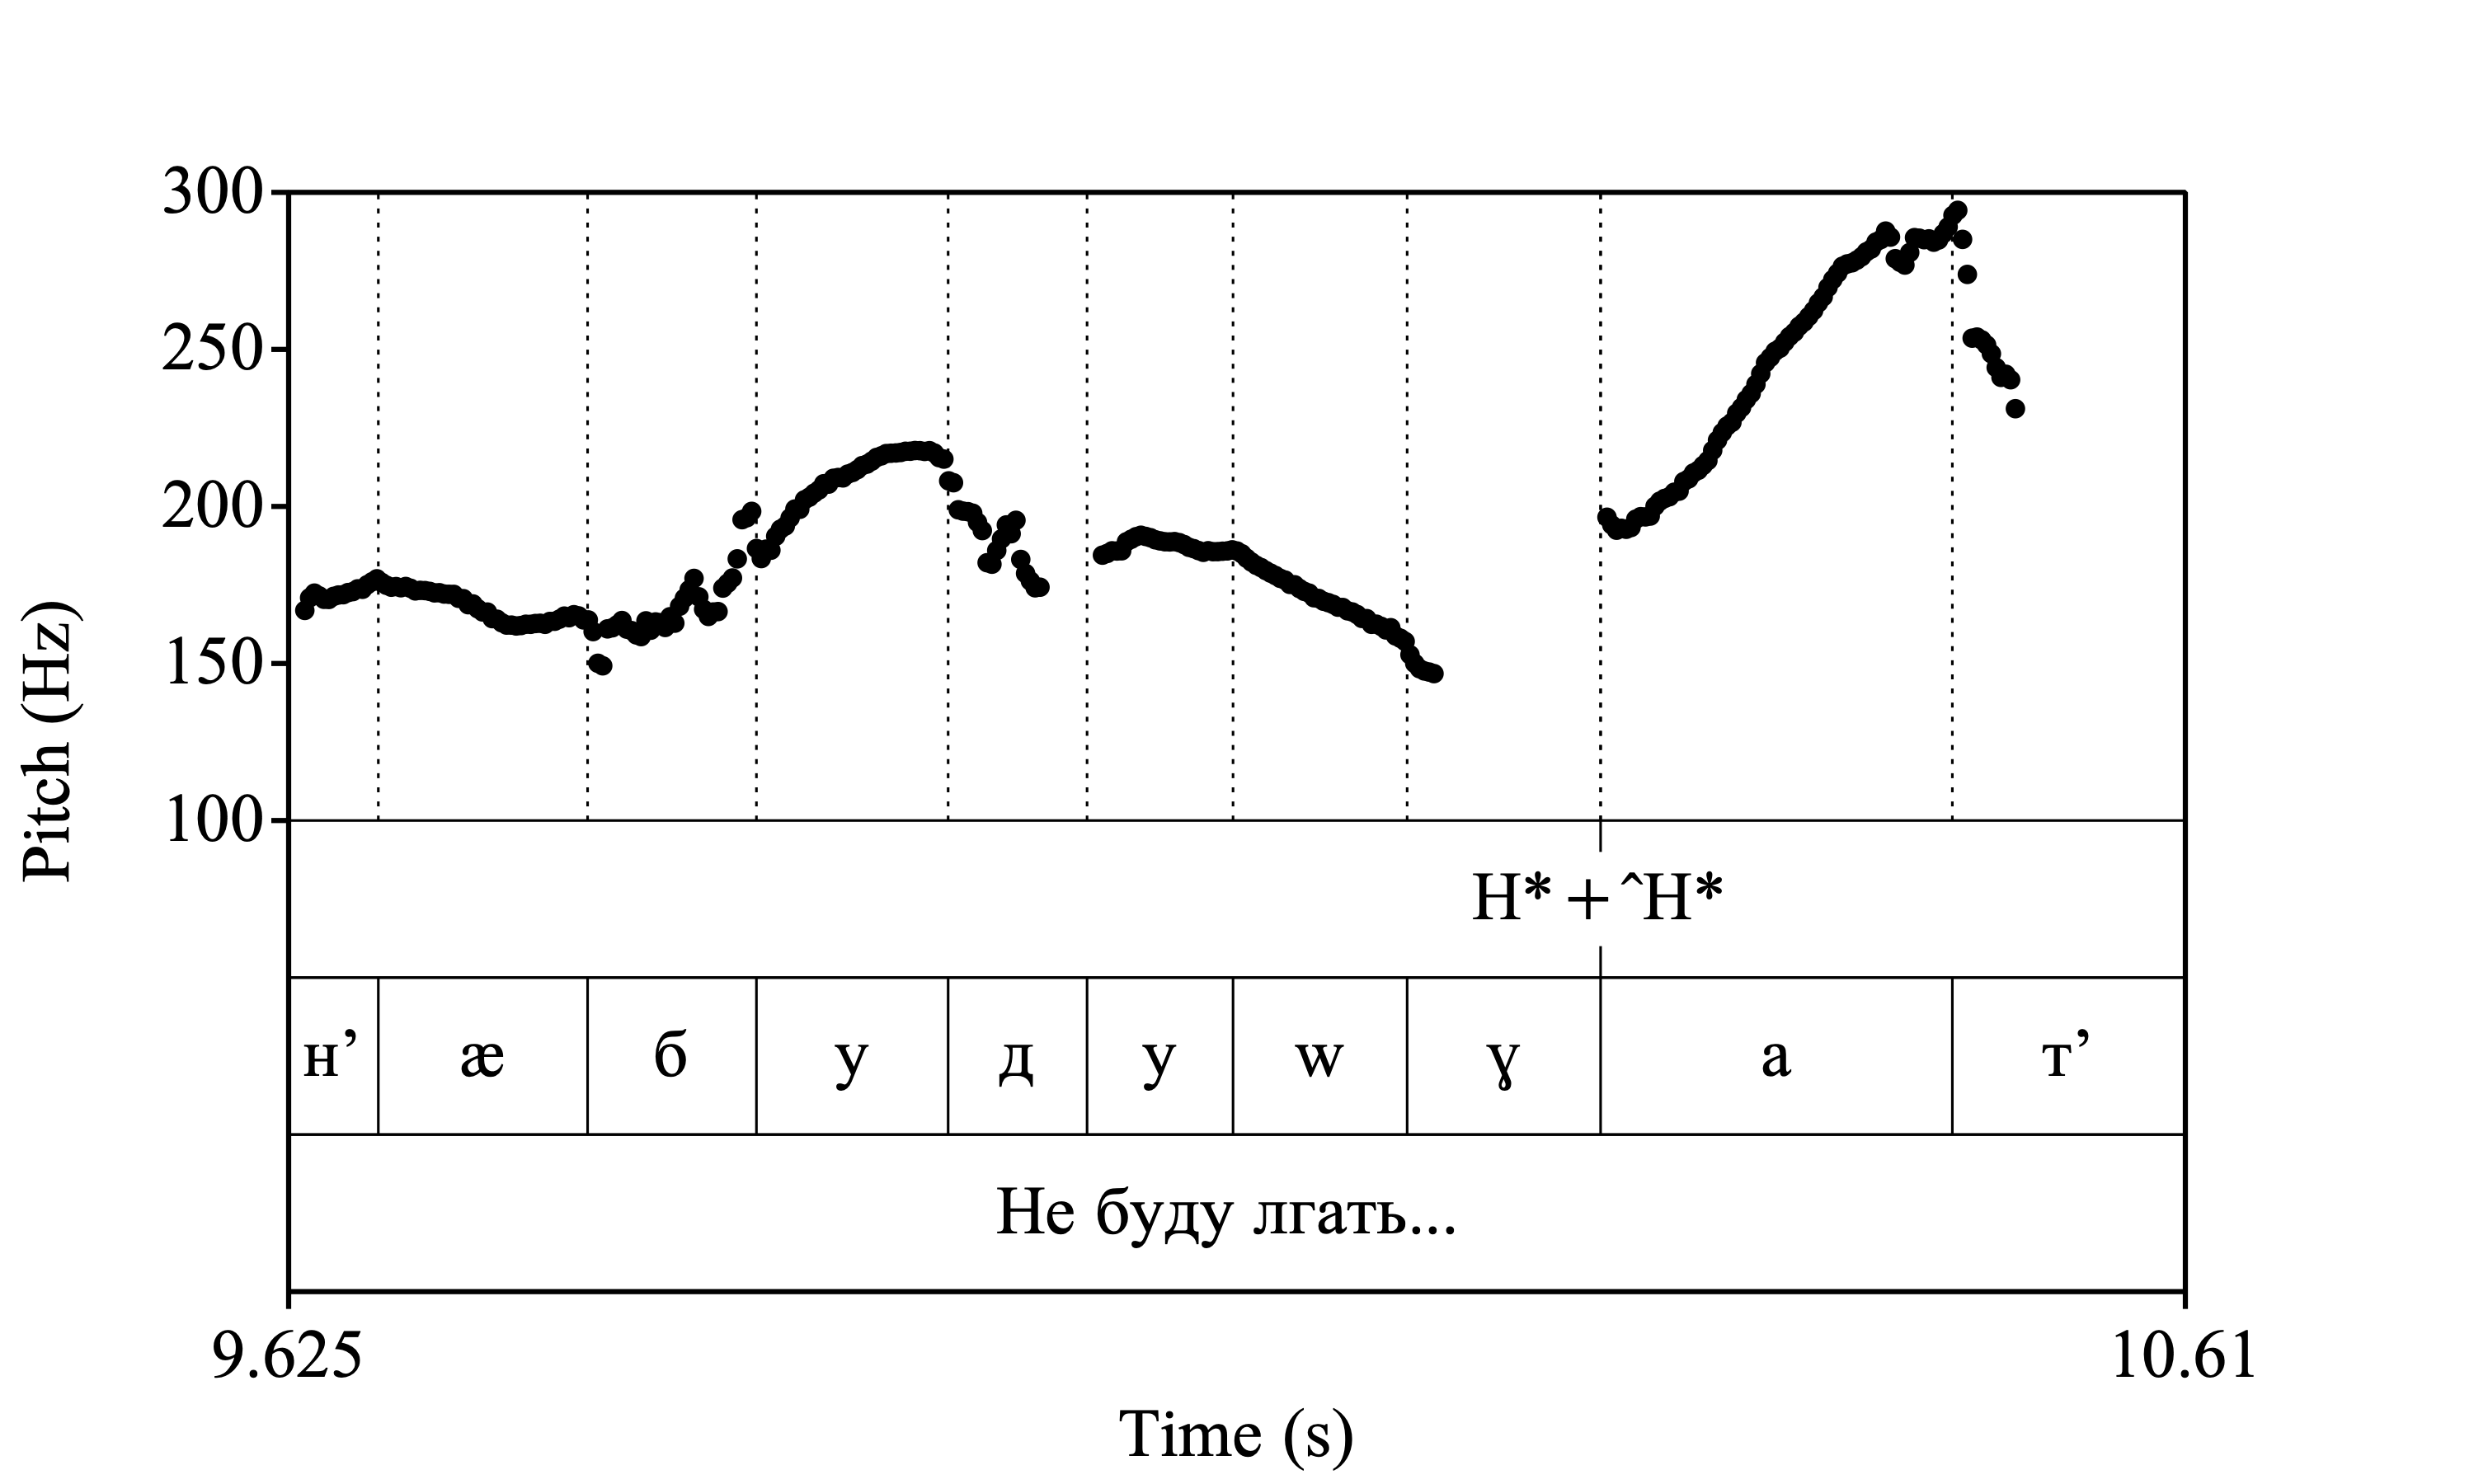 300
250
200
150
100
Pitch (Hz)
H* + ^H*
н’ æ б у д у w ɣ а т’
Не буду лгать...
9.625 10.61
Time (s)